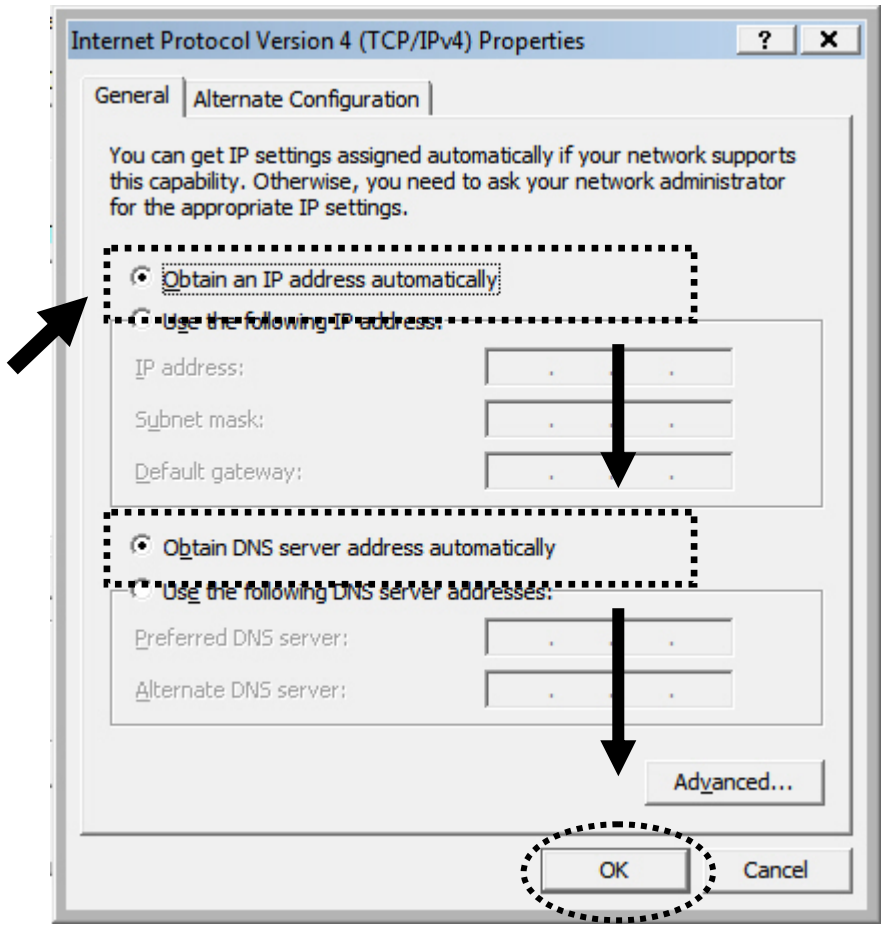 Internet Protocol Version 4 (TCP/IPv4) Properties
General
Alternate Configuration
You can get IP settings assigned automatically if your network supports
this capability. Otherwise, you need to ask your network administrator
for the appropriate IP settings.
Obtain an IP address automatically
Use the following IP address:
IP address:
Subnet mask:
Default gateway:
Obtain DNS server address automatically
Use the following DNS server addresses:
Preferred DNS server:
Alternate DNS server:
Advanced...
OK
Cancel